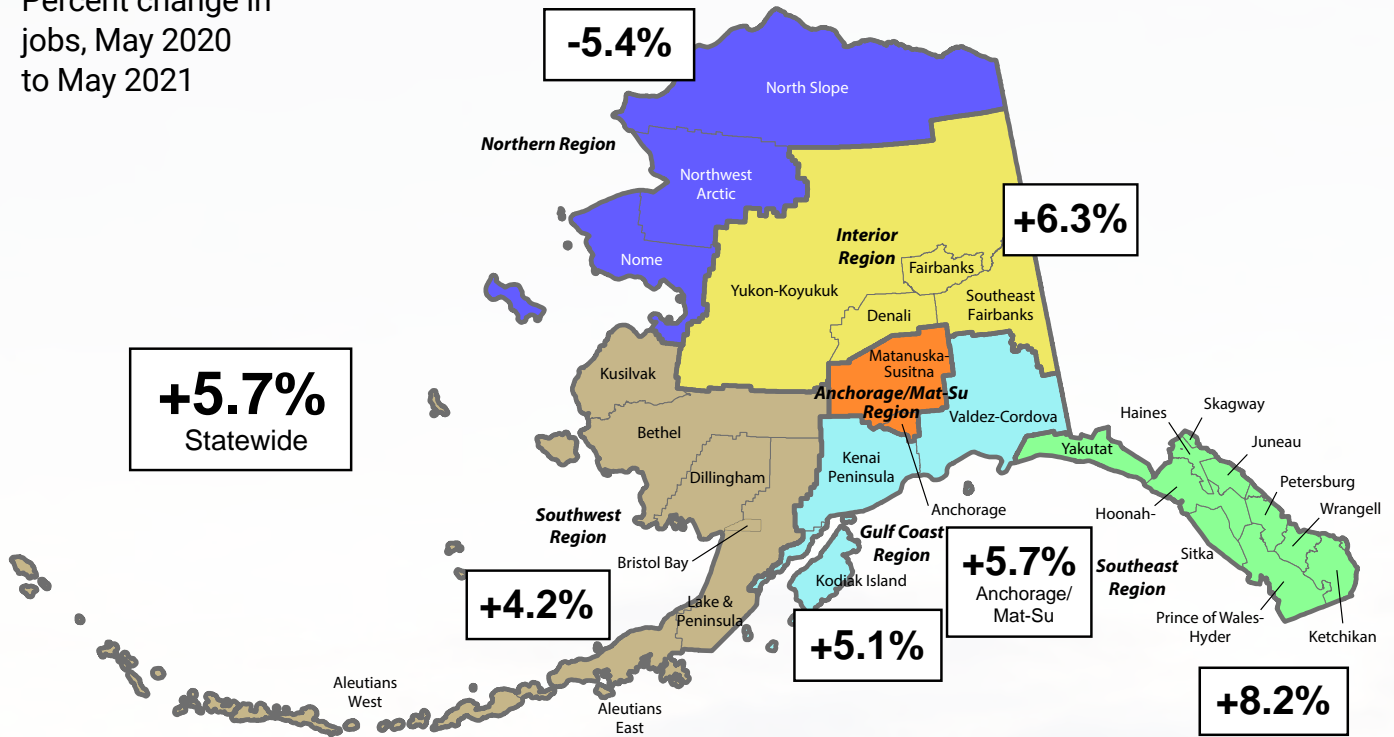 Percent change in
jobs, May 2020
to May 2021
-5.4%
North Slope
Northern Region
Northwest
Arctic
+6.3%
Interior
Region
Nome
Fairbanks
Yukon-Koyukuk
Southeast
Fairbanks
Denali
Matanuska-
Susitna
+5.7%
Statewide
Kusilvak
Anchorage/Mat-Su
Region
Valdez-Cordova
Haines
Skagway
Bethel
Yakutat
Juneau
Kenai
Peninsula
Dillingham
Petersburg
Anchorage
Hoonah-
Wrangell
Southwest
Region
Gulf Coast
Region
Bristol Bay
Sitka
+5.7%
Anchorage/
Mat-Su
Southeast
Region
Kodiak Island
+4.2%
Lake &
Peninsula
Prince of Wales-
Hyder
Ketchikan
+5.1%
Aleutians
West
Aleutians
East
+8.2%